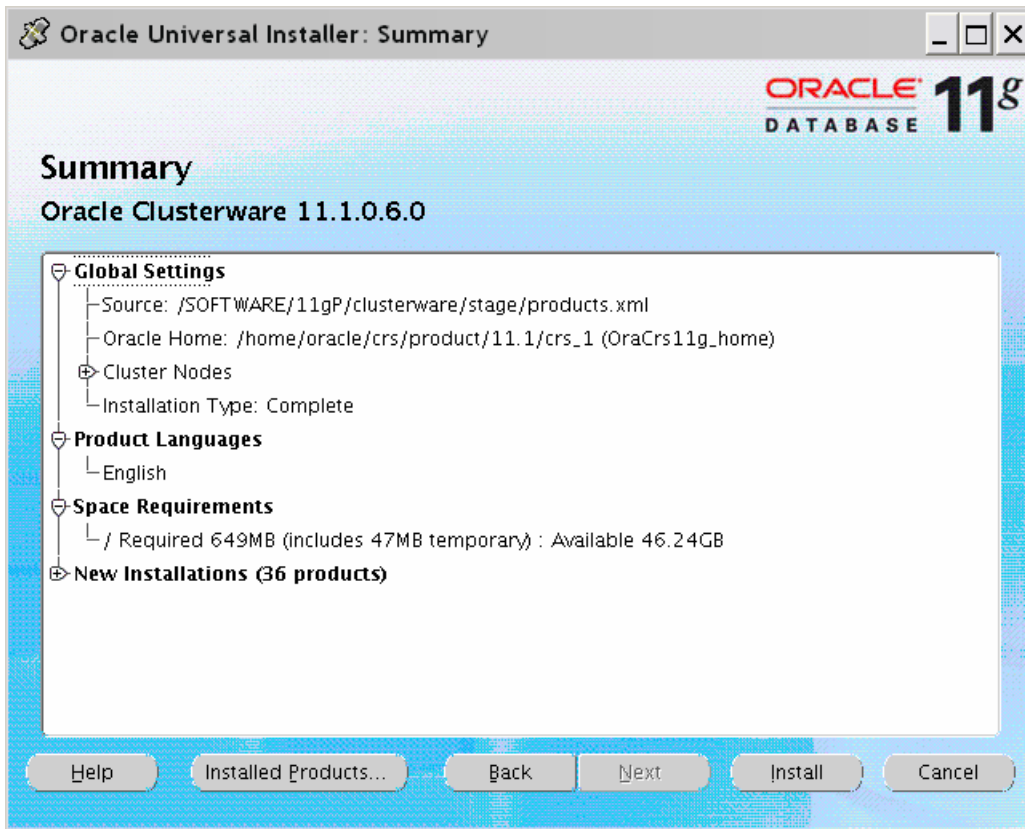 Oracle Universal Installer: Summary
ORACLE 11g
DATABASE
Summary
Oracle Clusterware 11.1.0.6.0
Global Settings
Source: /SOFTWARE/11gP/clusterware/stage/products.xml
Oracle Home: /home/oracle/crs/product/11.1/crs_1 (OraCrs11g_home)
Cluster Nodes
Installation Type: Complete
Product Languages
English
Space Requirements
/ Required 649MB (includes 47MB temporary) : Available 46.24GB
New Installations (36 products)
Help Installed Products... Back Next Install Cancel